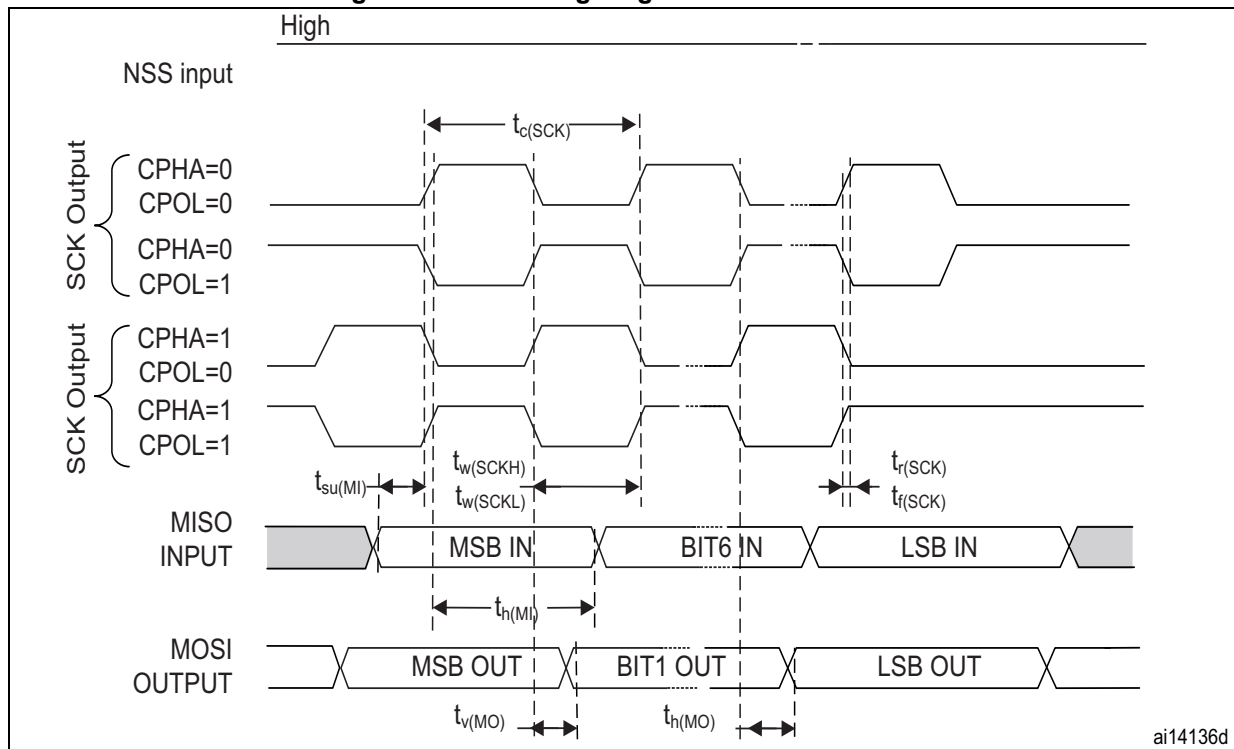 High
NSS input
tc(SCK)
SCK Output
CPHA=0
CPOL=0
CPHA=0
CPOL=1
SCK Output
CPHA=1
CPOL=0
CPHA=1
CPOL=1
tsu(MI)
tw(SCKH)
tw(SCKL)
tr(SCK)
tf(SCK)
MISO
INPUT
MSB IN
BIT6 IN
LSB IN
th(MI)
MOSI
OUTPUT
MSB OUT
BIT1 OUT
LSB OUT
tv(MO)
th(MO)
ai14136d